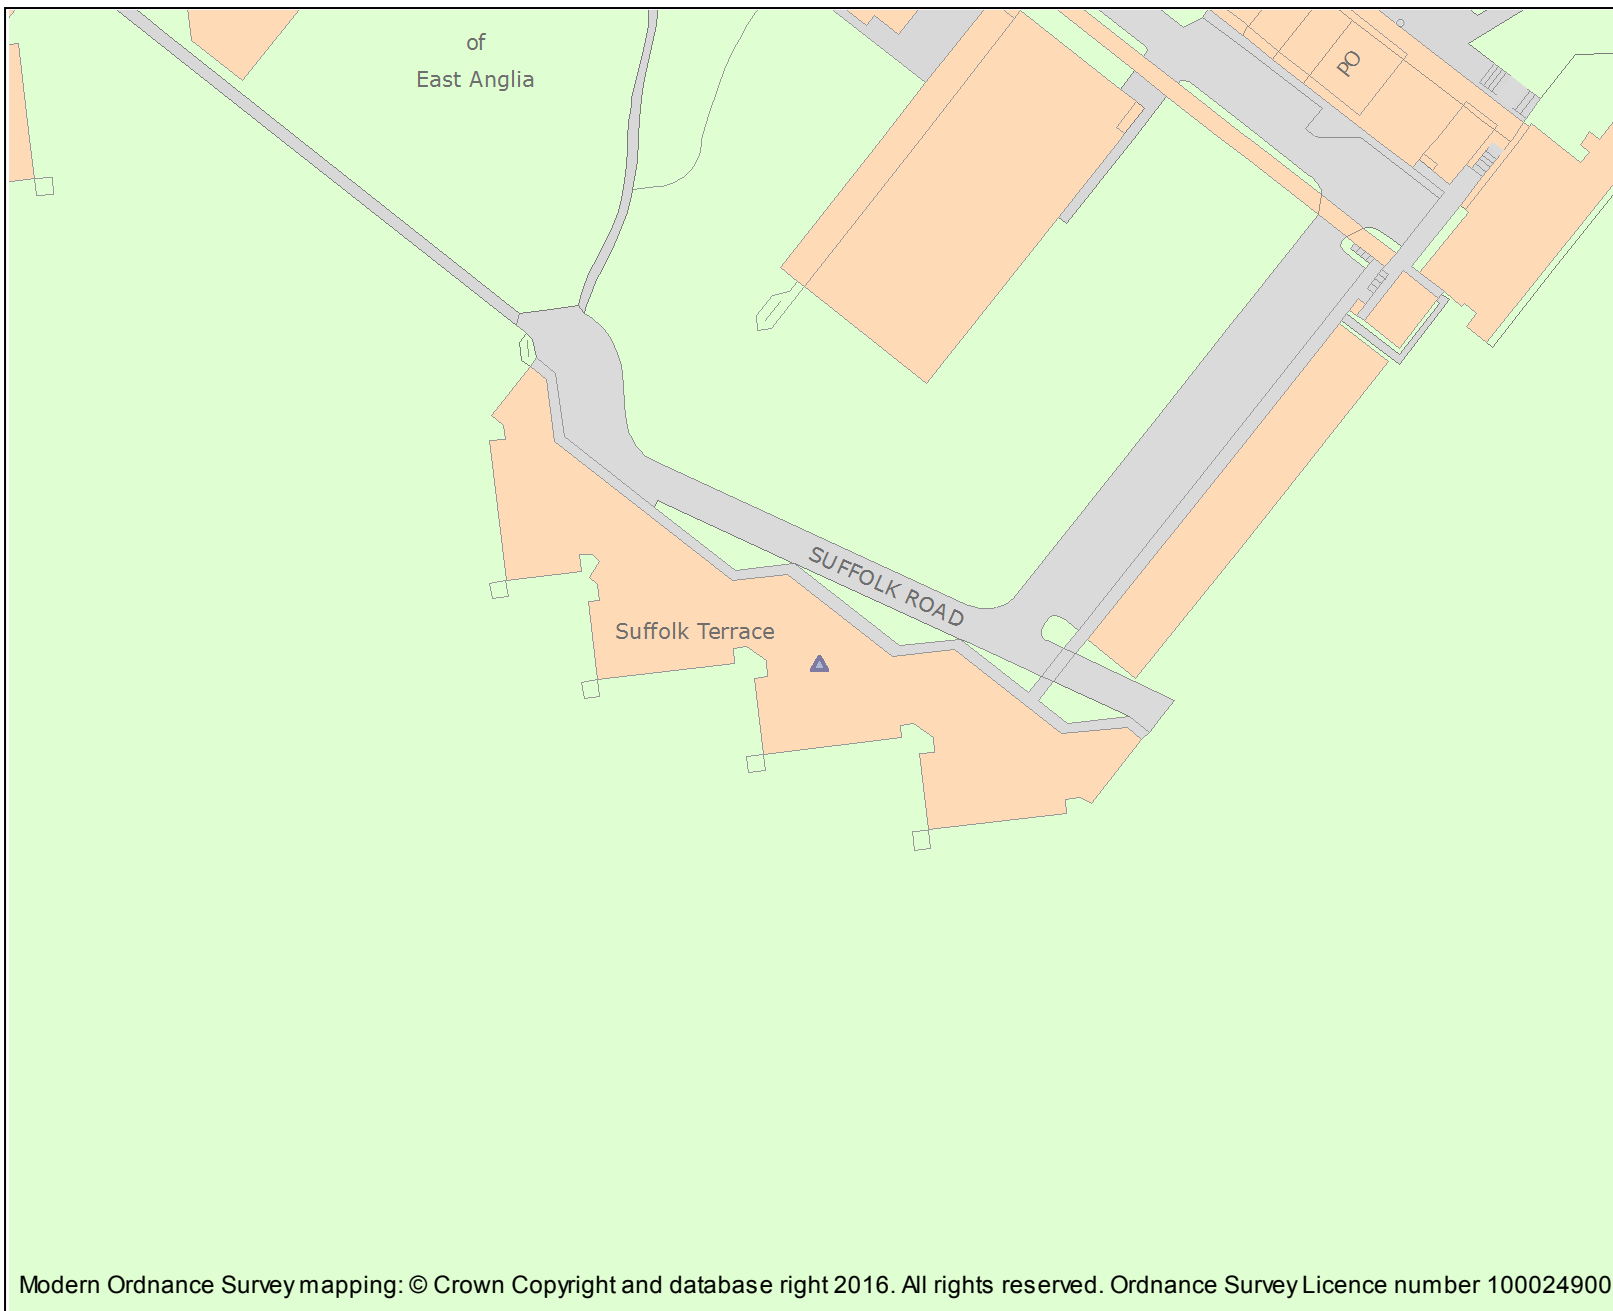 of
East Anglia
PO
SUFFOLK ROAD
Suffolk Terrace
Modern Ordnance Survey mapping: © Crown Copyright and database right 2016. All rights reserved. Ordnance Survey Licence number 100024900